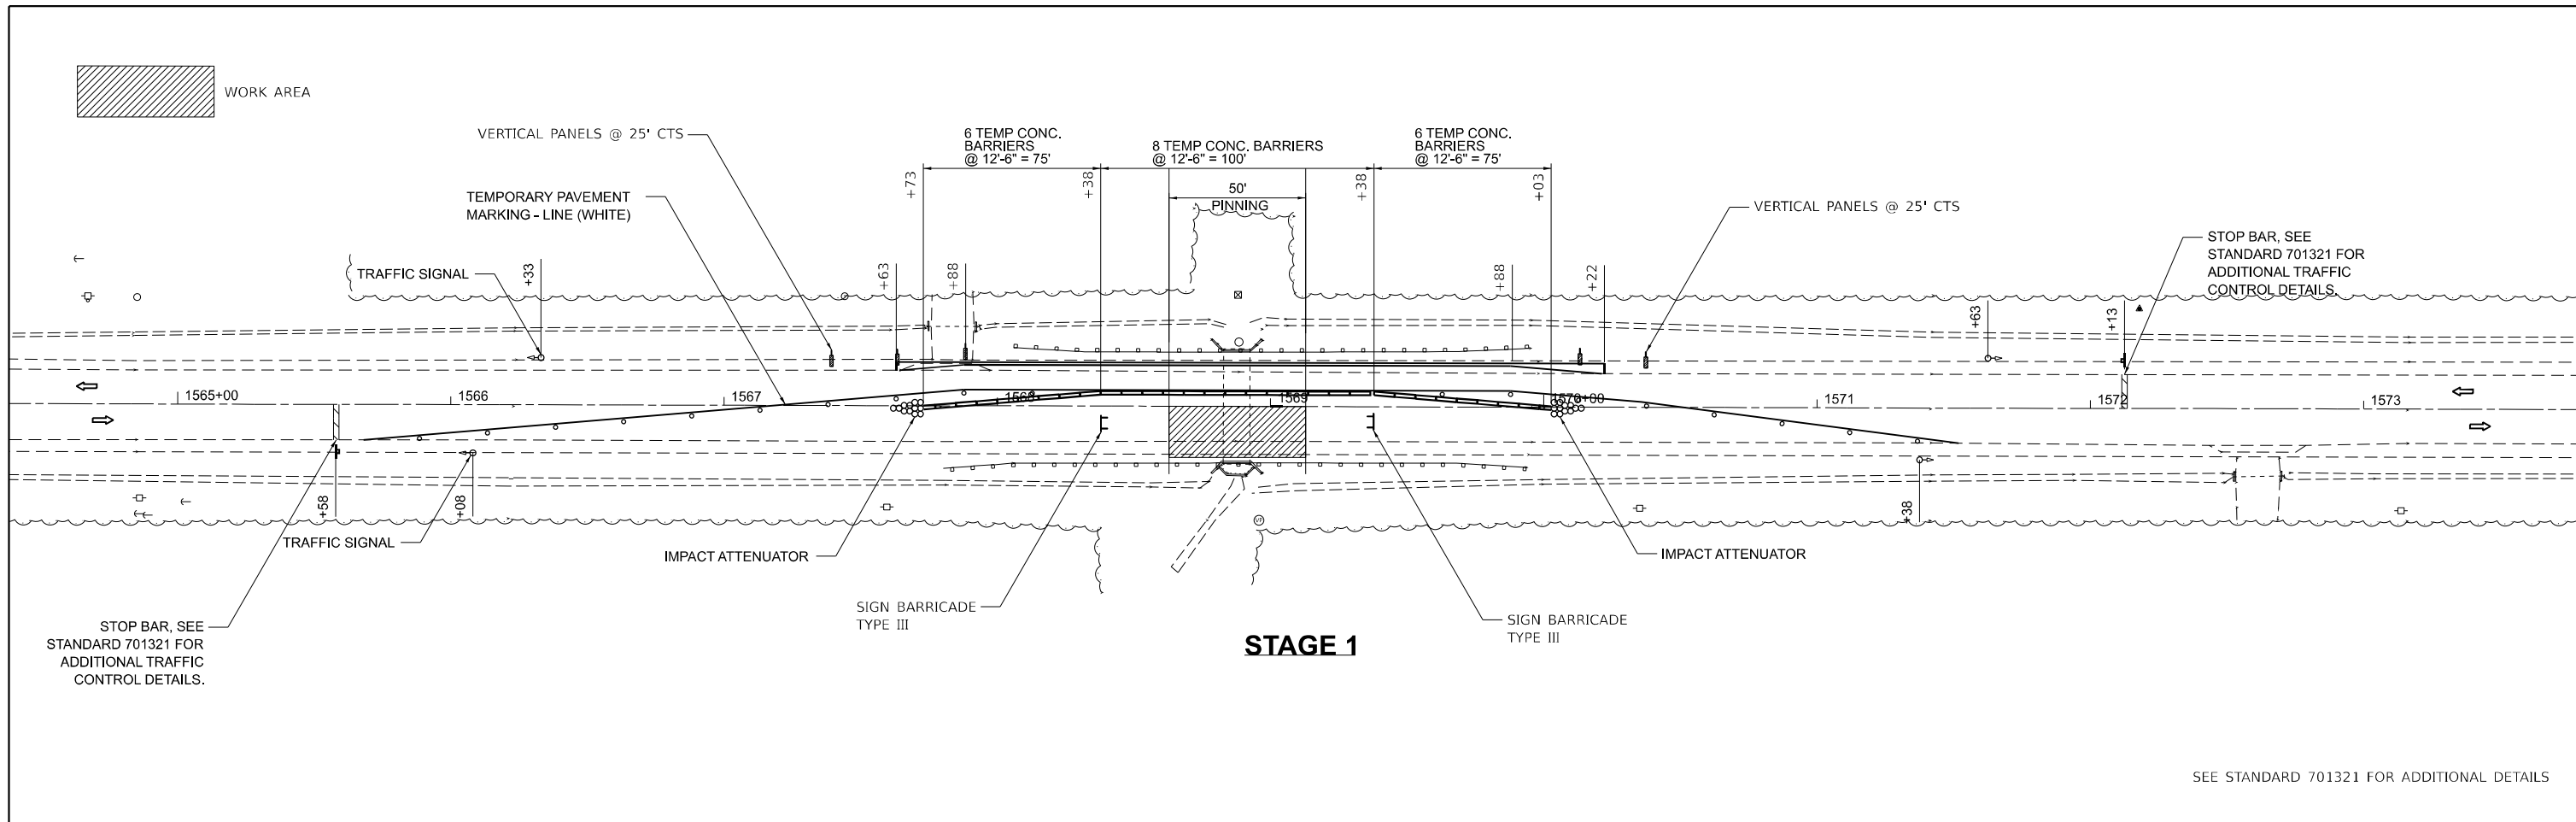 WORK AREA
VERTICAL PANELS @ 25' CTS
6 TEMP CONC.
BARRIERS
@ 12'-6" = 75'
8 TEMP CONC. BARRIERS
@ 12'-6" = 100'
6 TEMP CONC.
BARRIERS
@ 12'-6" = 75'
+73
+38
+38
+03
50'
PINNING
TEMPORARY PAVEMENT
MARKING - LINE (WHITE)
VERTICAL PANELS @ 25' CTS
STOP BAR, SEE
STANDARD 701321 FOR
ADDITIONAL TRAFFIC
CONTROL DETAILS.
TRAFFIC SIGNAL
+33
+63
+88
+88
+22
+63
+13
1565+00
1566
1567
1568
1569
1570+00
1571
1572
1573
+58
+08
+38
TRAFFIC SIGNAL
IMPACT ATTENUATOR
IMPACT ATTENUATOR
SIGN BARRICADE
TYPE III
SIGN BARRICADE
TYPE III
STOP BAR, SEE
STANDARD 701321 FOR
ADDITIONAL TRAFFIC
CONTROL DETAILS.
STAGE 1
SEE STANDARD 701321 FOR ADDITIONAL DETAILS